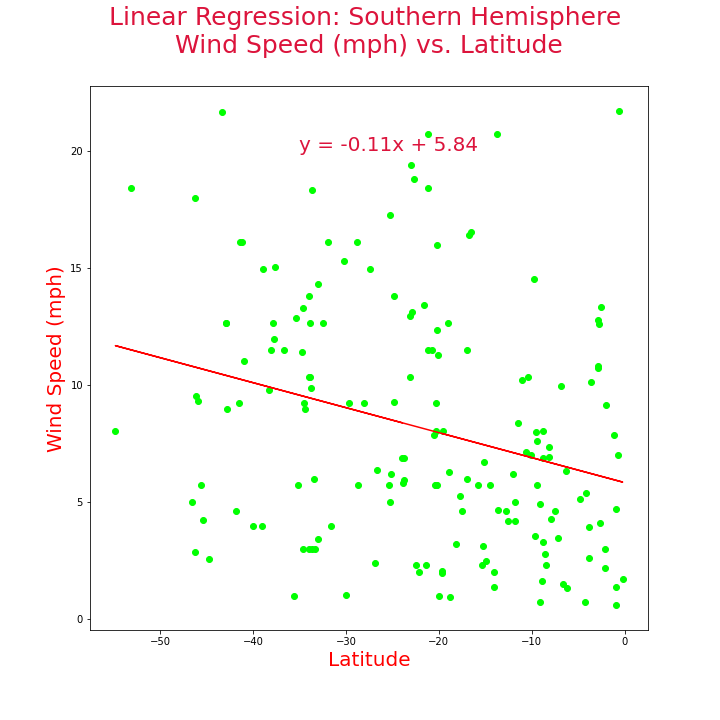 Linear Regression: Southern Hemisphere
Wind Speed (mph) vs. Latitude
y = -0.11x + 5.84
20
15
10
5
0
Wind Speed (mph)
−50
−40
−30
−20
−10
0
Latitude